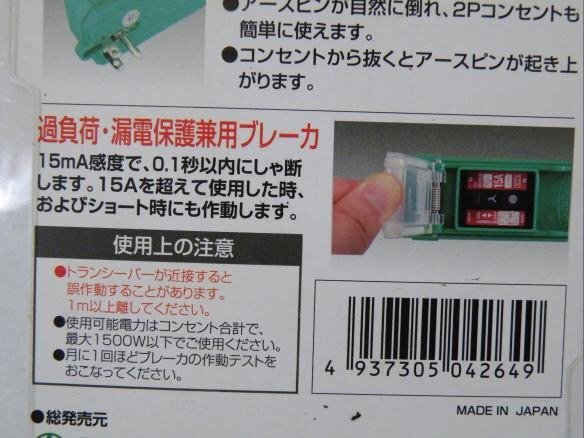 ●アースピンが自然に倒れ、2Pコンセントも
簡単に使えます。
●コンセントから抜くとアースピンが起き上
がります。
過負荷・漏電保護兼用ブレーカ
15mA感度で、0.1秒以内にしゃ断
します。15Aを超えて使用した時、
およびショート時にも作動します。
使用上の注意
●トランシーバーが近接すると
誤作動することがあります。
1m以上離してください。
●使用可能電力はコンセント合計で、
最大1500W以下でご使用ください。
●月に1回ほどブレーカの作動テストを
おこなってください。
15A
4 937305 042649
MADE IN JAPAN
●総発売元